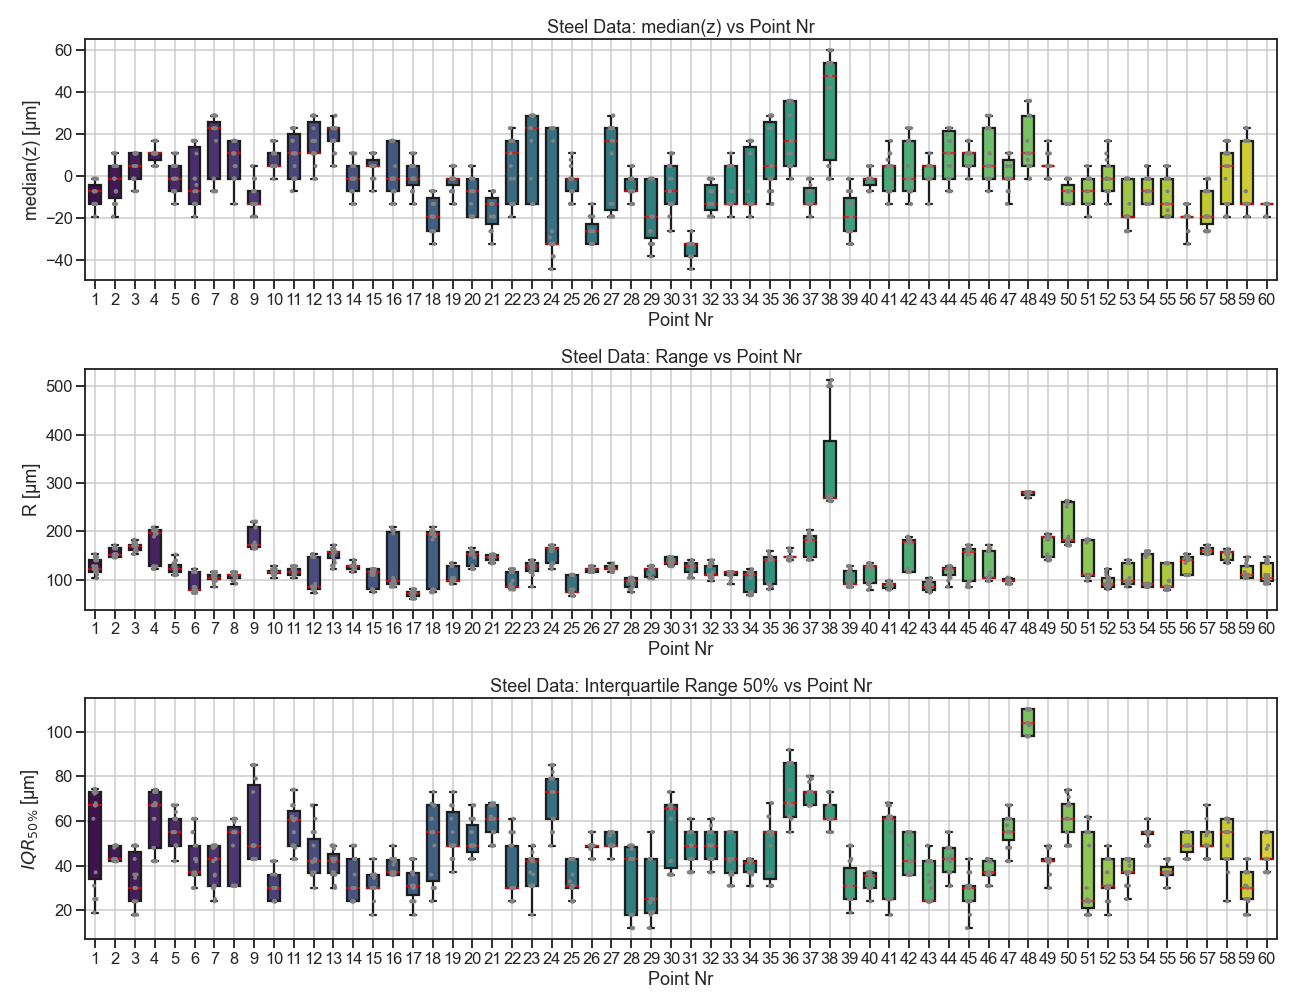 Steel Data: median(z) vs Point Nr
median(z) [µm]
60
40
20
0
−20
−40
1 2 3 4 5 6 7 8 9 10 11 12 13 14 15 16 17 18 19 20 21 22 23 24 25 26 27 28 29 30 31 32 33 34 35 36 37 38 39 40 41 42 43 44 45 46 47 48 49 50 51 52 53 54 55 56 57 58 59 60
Point Nr
Steel Data: Range vs Point Nr
R [µm]
500
400
300
200
100
1 2 3 4 5 6 7 8 9 10 11 12 13 14 15 16 17 18 19 20 21 22 23 24 25 26 27 28 29 30 31 32 33 34 35 36 37 38 39 40 41 42 43 44 45 46 47 48 49 50 51 52 53 54 55 56 57 58 59 60
Point Nr
Steel Data: Interquartile Range 50% vs Point Nr
IQR50% [µm]
100
80
60
40
20
1 2 3 4 5 6 7 8 9 10 11 12 13 14 15 16 17 18 19 20 21 22 23 24 25 26 27 28 29 30 31 32 33 34 35 36 37 38 39 40 41 42 43 44 45 46 47 48 49 50 51 52 53 54 55 56 57 58 59 60
Point Nr